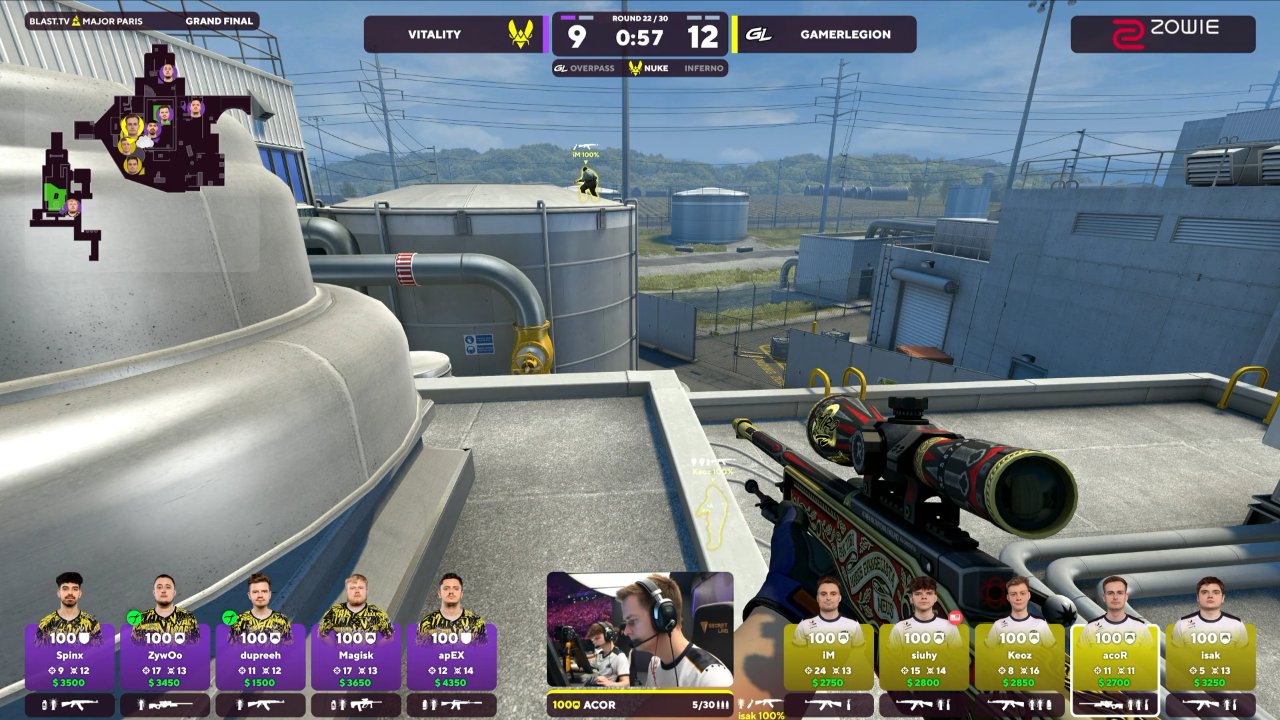 BLAST.TV MAJOR PARIS GRAND FINAL
VITALITY 9 ROUND 22 / 30 0:57 12 GL GAMERLEGION
ZOWIE
GL OVERPASS NUKE INFERNO
iM 100%
B
Keoz 100%
100 Spinx 9 12 $3500
100 ZywOo 17 13 $3450
100 dupreeh 11 12 $1500
100 Magisk 17 13 $3650
100 apEX 12 14 $4350
SECRET LAB
100 ACOR 5/30
isak 100%
100 iM 24 13 $2750
100 siuhy 15 14 $2800
100 Keoz 8 16 $2850
100 acoR 11 11 $2700
100 isak 5 13 $3250